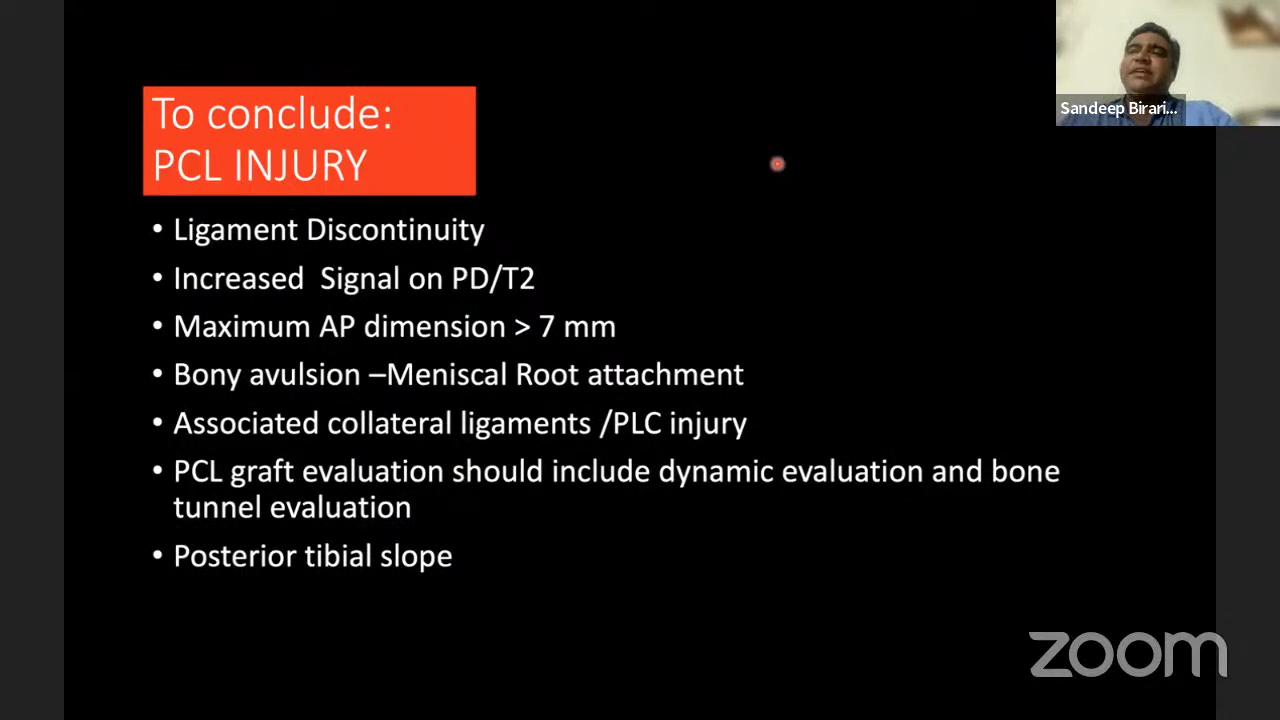 To conclude:
PCL INJURY
Sandeep Birari...
• Ligament Discontinuity
• Increased  Signal on PD/T2
• Maximum AP dimension > 7 mm
• Bony avulsion –Meniscal Root attachment
• Associated collateral ligaments /PLC injury
• PCL graft evaluation should include dynamic evaluation and bone
tunnel evaluation
• Posterior tibial slope
zoom